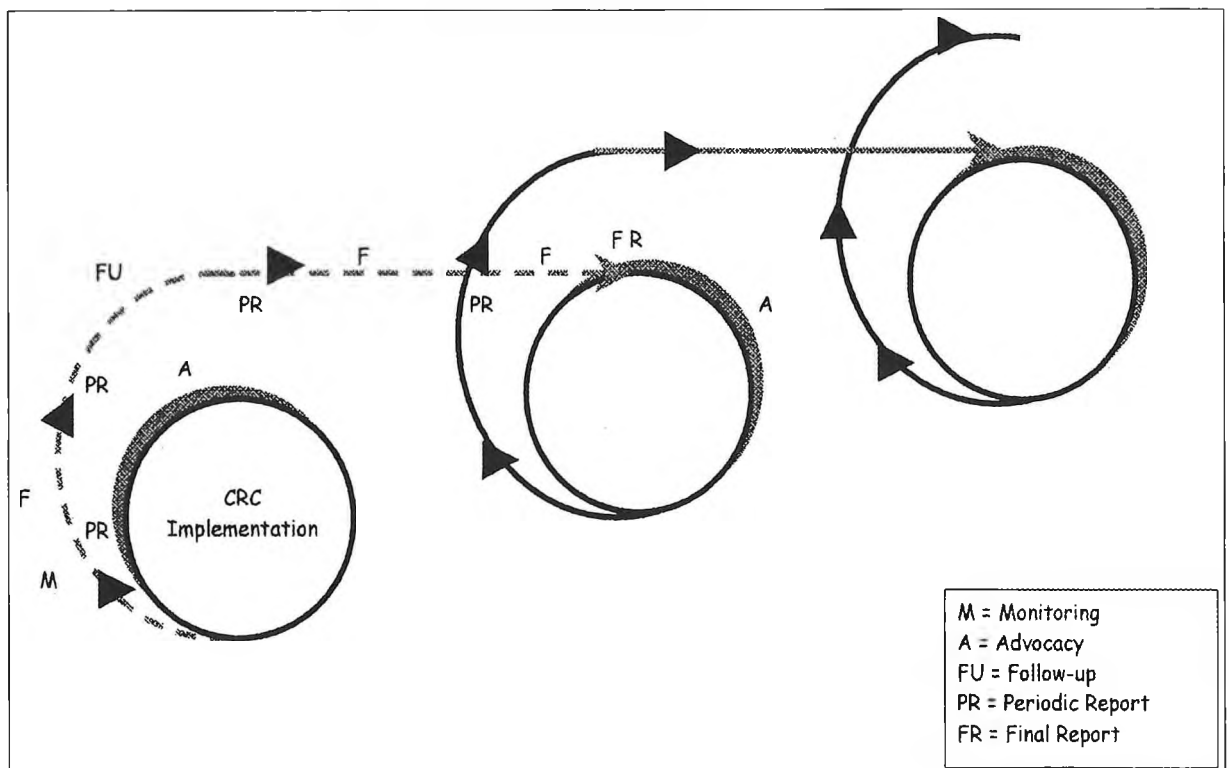 F R
FU
F
F
PR
PR
A
PR
A
F
CRC
Implementation
PR
M
M = Monitoring
A = Advocacy
FU = Follow-up
PR = Periodic Report
FR = Final Report